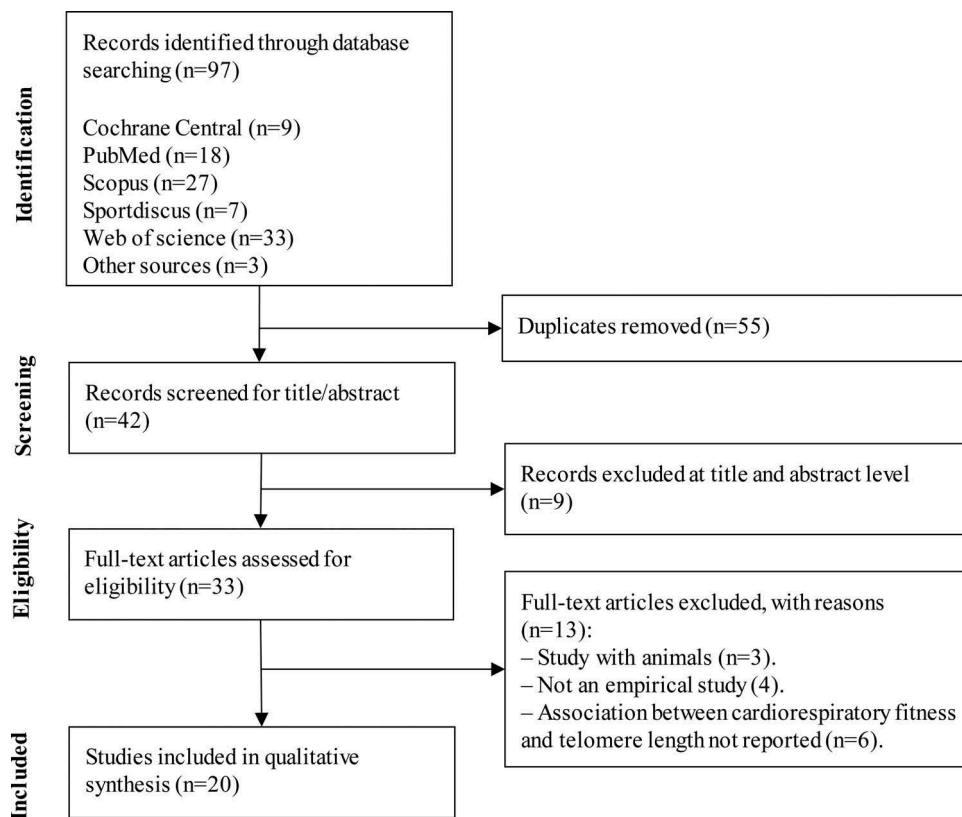 Identification
Records identified through database
searching (n=97)
Cochrane Central (n=9)
PubMed (n=18)
Scopus (n=27)
Sportdiscus (n=7)
Web of science (n=33)
Other sources (n=3)
Duplicates removed (n=55)
Screening
Records screened for title/abstract
(n=42)
Records excluded at title and abstract level
(n=9)
Eligibility
Full-text articles assessed for
eligibility (n=33)
Full-text articles excluded, with reasons
(n=13):
– Study with animals (n=3).
– Not an empirical study (4).
– Association between cardiorespiratory fitness
and telomere length not reported (n=6).
Included
Studies included in qualitative
synthesis (n=20)